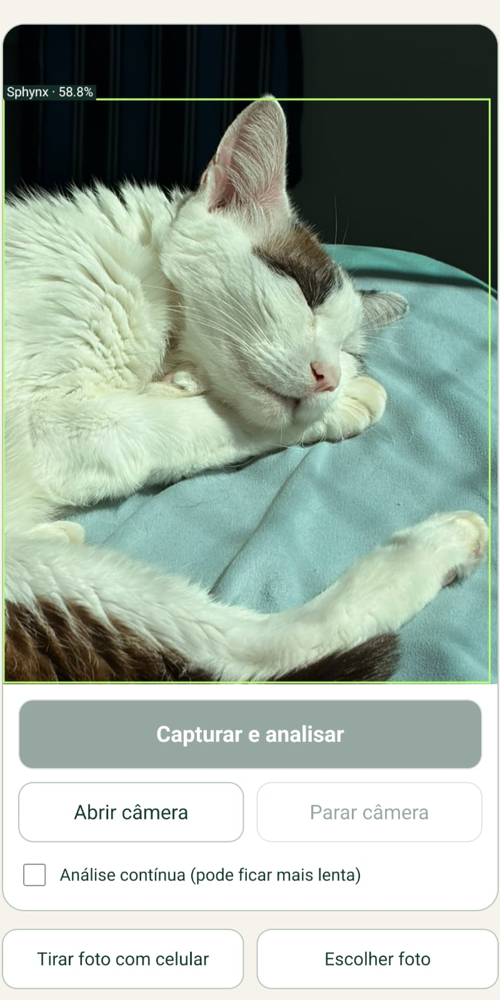 Sphynx · 58.8%
Capturar e analisar
Abrir câmera
Parar câmera
Análise contínua (pode ficar mais lenta)
Tirar foto com celular
Escolher foto